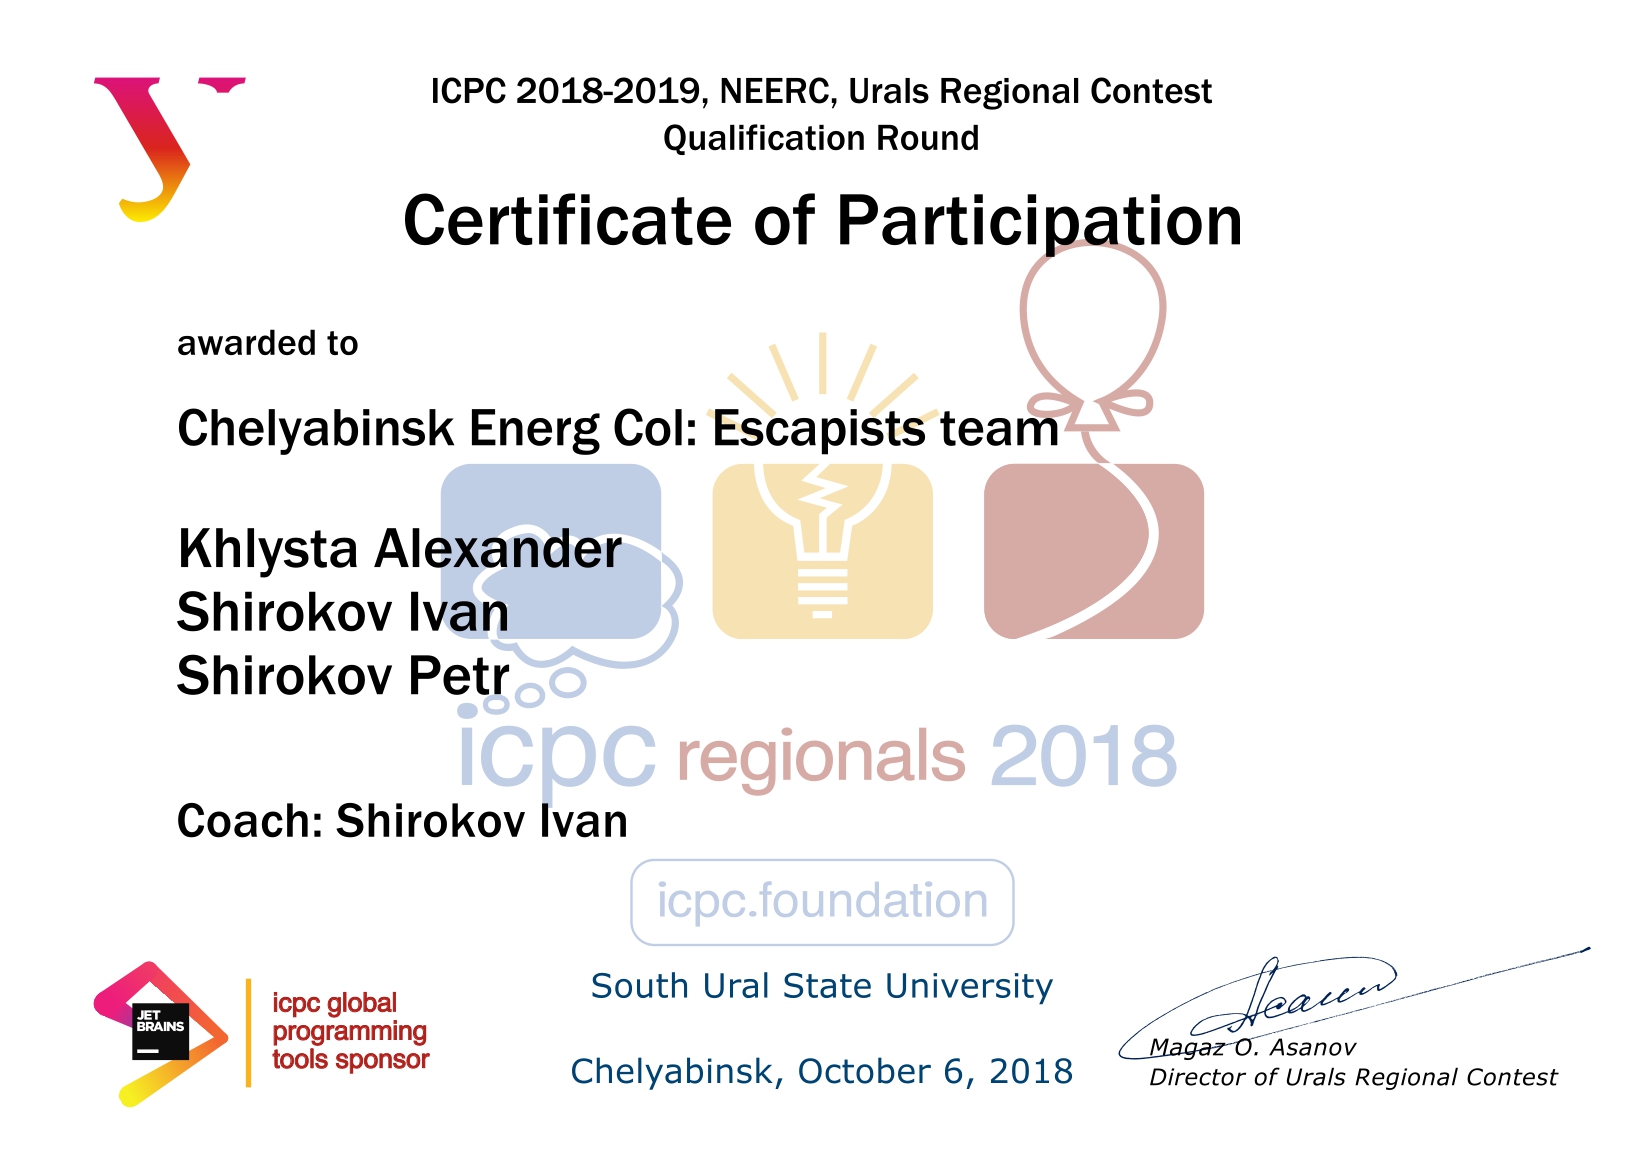 ICPC 2018-2019, NEERC, Urals Regional Contest
Qualification Round
Certificate of Participation
awarded to
Chelyabinsk Energ Col: Escapists team
Khlysta Alexander
Shirokov Ivan
Shirokov Petr
icpc regionals 2018
Coach: Shirokov Ivan
icpc.foundation
JET
BRAINS
icpc global
programming
tools sponsor
South Ural State University
Chelyabinsk, October 6, 2018
Magaz O. Asanov
Director of Urals Regional Contest